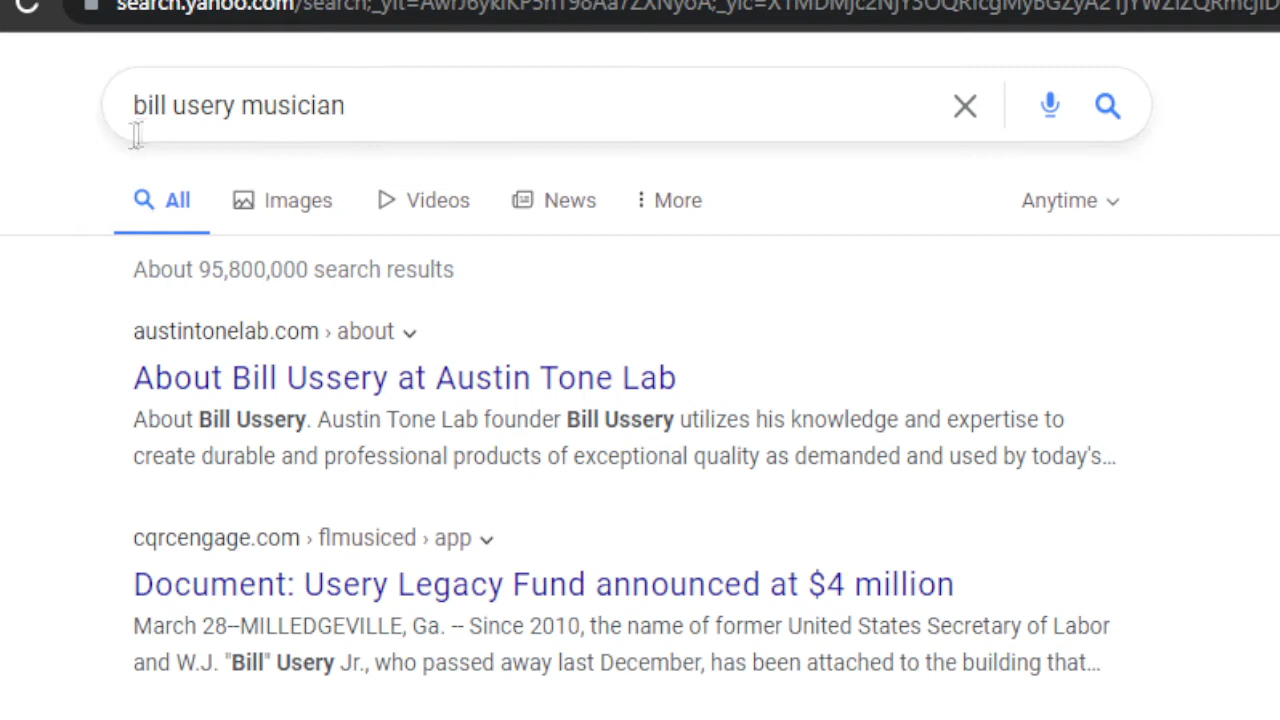 search.yahoo.com/search;_ylt=
bill usery musician
All Images Videos News More Anytime
About 95,800,000 search results
austintonelab.com › about
About Bill Ussery at Austin Tone Lab
About Bill Ussery. Austin Tone Lab founder Bill Ussery utilizes his knowledge and expertise to
create durable and professional products of exceptional quality as demanded and used by today's...
cqrcengage.com › flmusiced › app
Document: Usery Legacy Fund announced at $4 million
March 28--MILLEDGEVILLE, Ga. -- Since 2010, the name of former United States Secretary of Labor
and W.J. "Bill" Usery Jr., who passed away last December, has been attached to the building that...